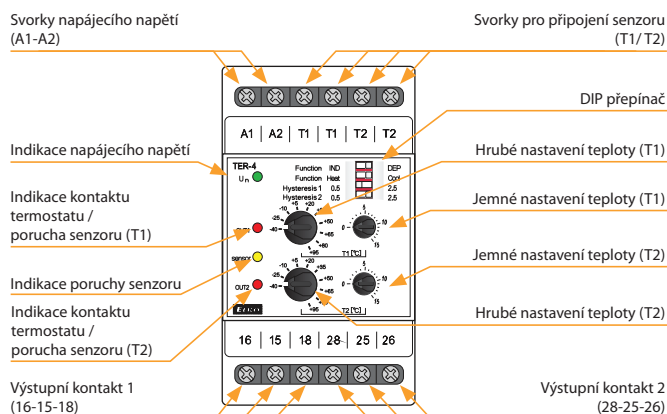 Svorky napájecího napětí
(A1-A2)
Svorky pro připojení senzoru
(T1/ T2)
DIP přepínač
A1 A2 T1 T1 T2 T2
Indikace napájecího napětí
Hrubé nastavení teploty (T1)
TER-4
Un
Function IND DEP
Function Heat Cool
Hysteresis 1 0.5 2.5
Hysteresis 2 0.5 2.5
Indikace kontaktu
termostatu /
porucha senzoru (T1)
Jemné nastavení teploty (T1)
-40 -25 -10 +5 +20 +50 +65 +80 +95
0 5 10 15
T1 [°C]
sensor
Jemné nastavení teploty (T2)
Indikace poruchy senzoru
Indikace kontaktu
termostatu /
porucha senzoru (T2)
OUT2
-40 -25 -10 +5 +20 +35 +50 +65 +80 +95
0 5 10 15
T2 [°C]
Hrubé nastavení teploty (T2)
16 15 18 28 25 26
Výstupní kontakt 1
(16-15-18)
Výstupní kontakt 2
(28-25-26)